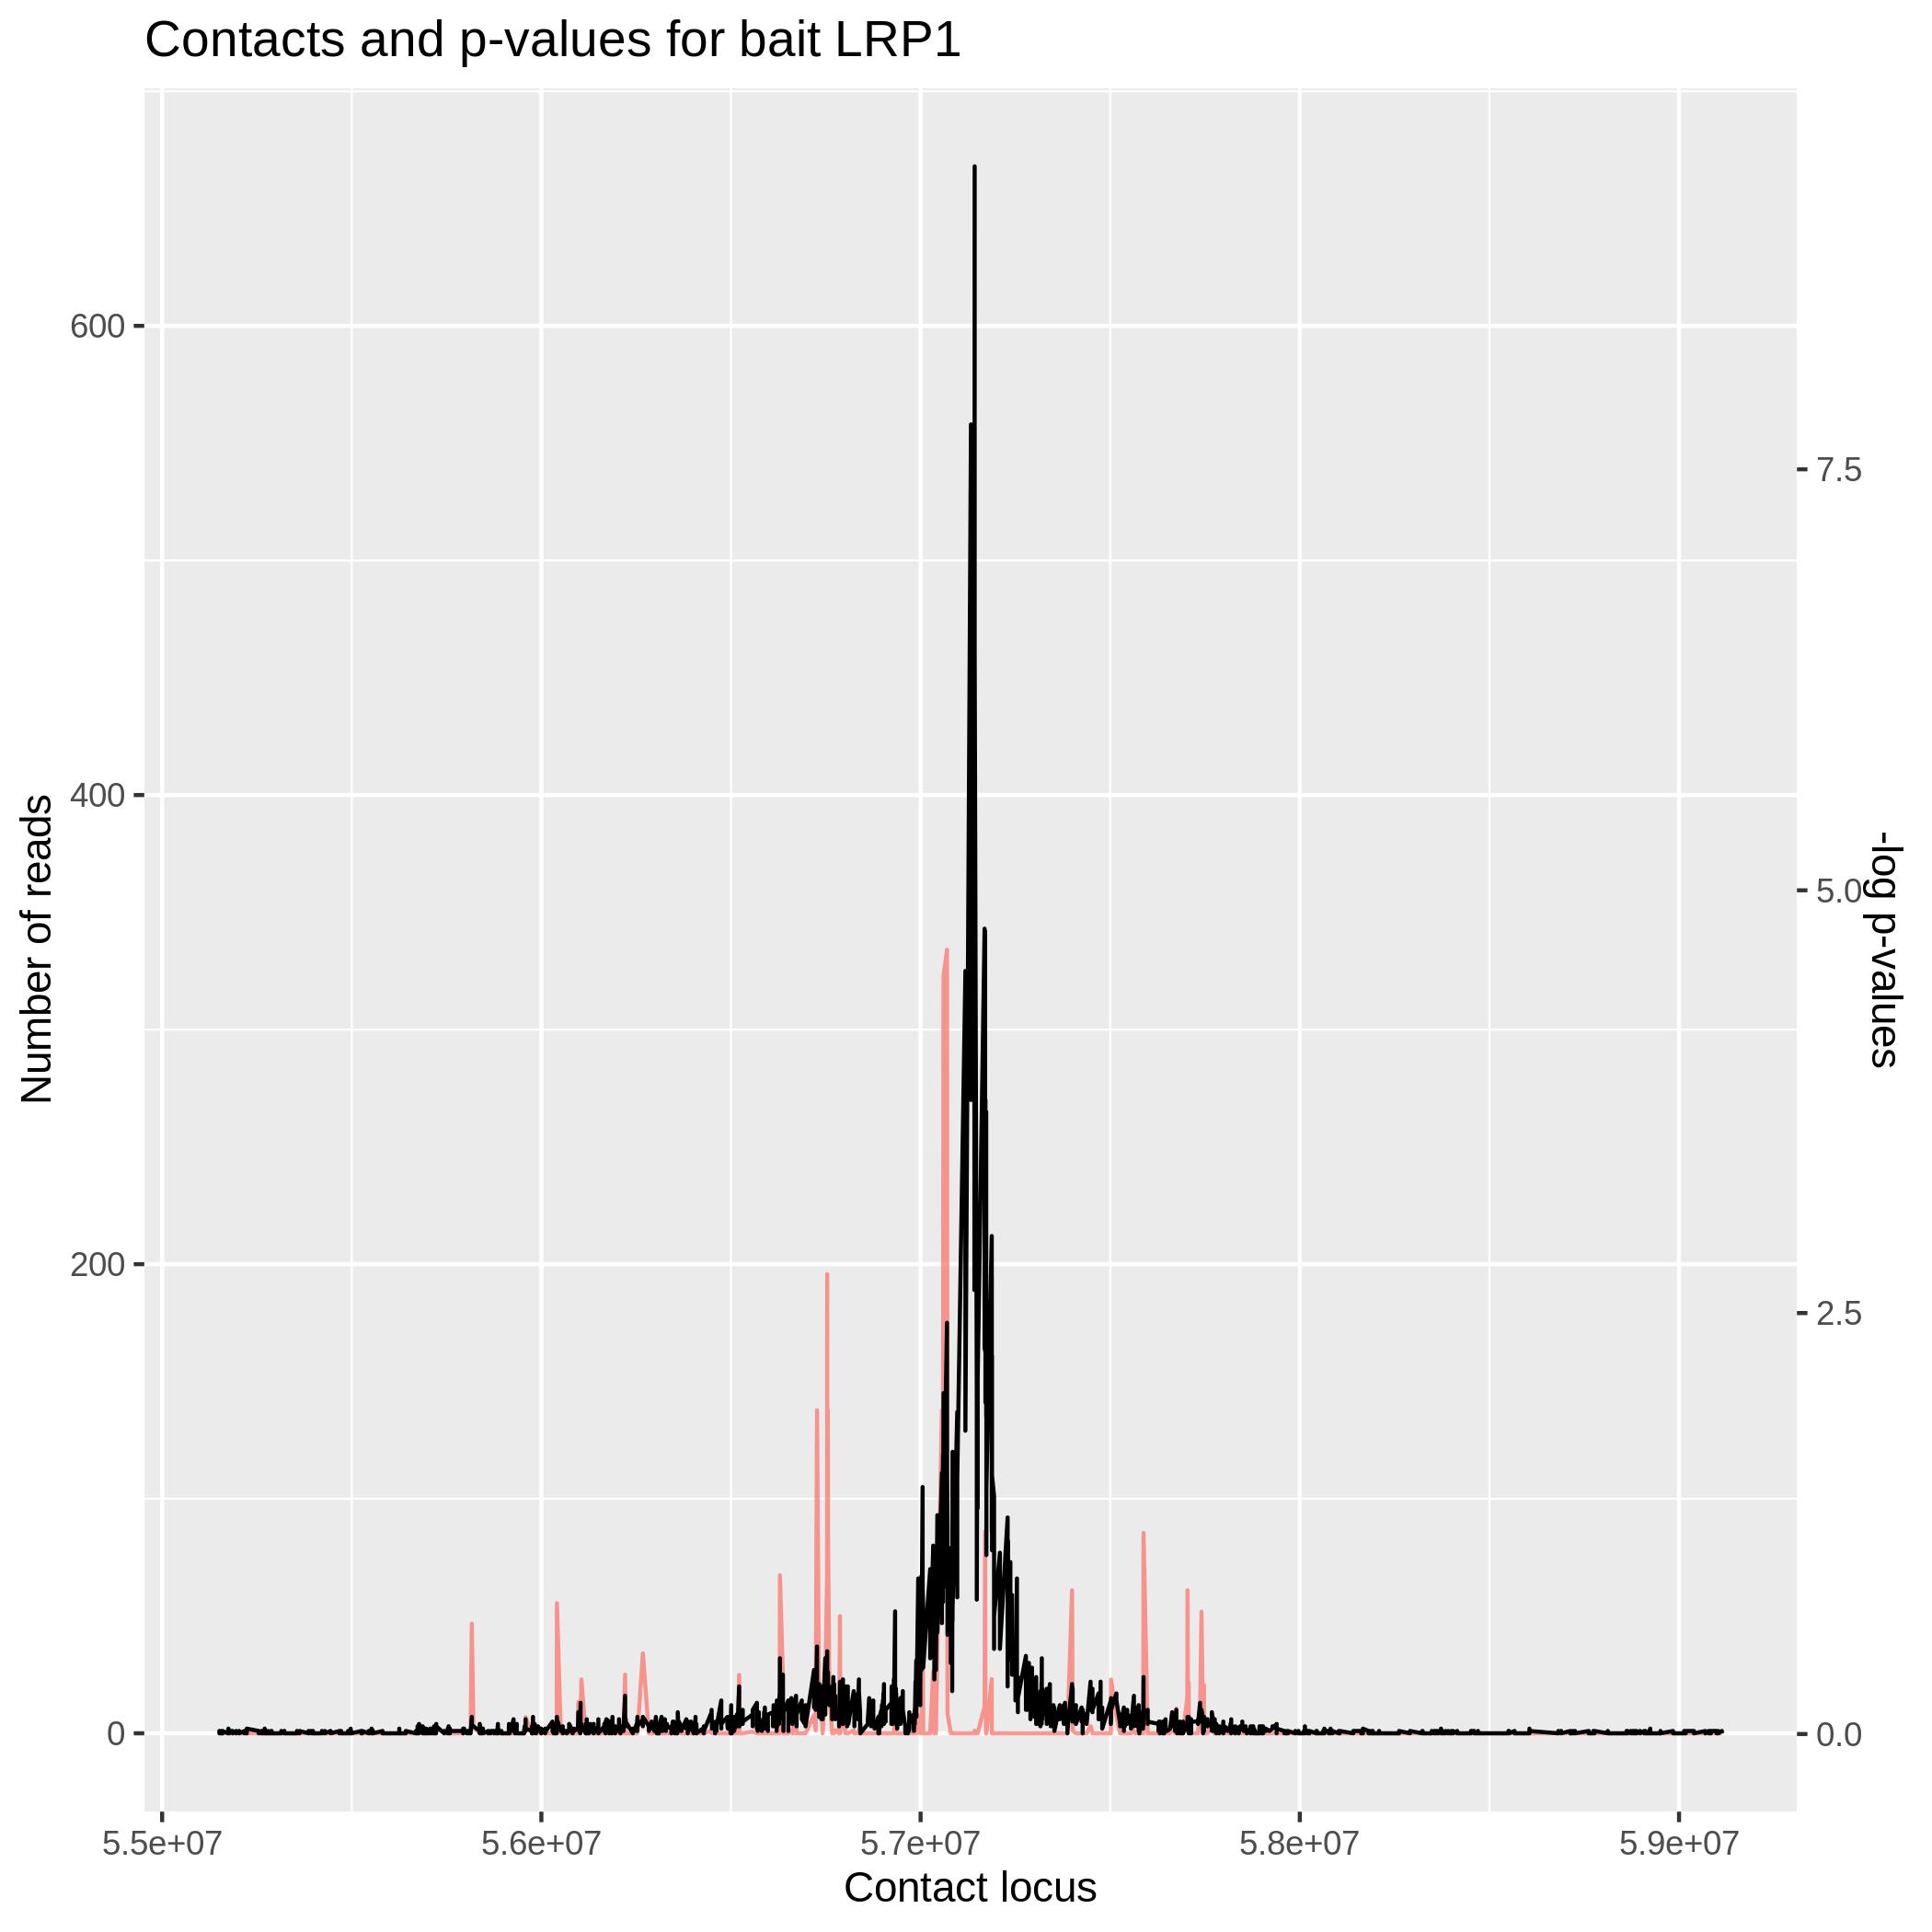 Contacts and p-values for bait LRP1
600
400
200
0
Number of reads
7.5
5.0
2.5
0.0
-log p-values
5.5e+07 5.6e+07 5.7e+07 5.8e+07 5.9e+07
Contact locus